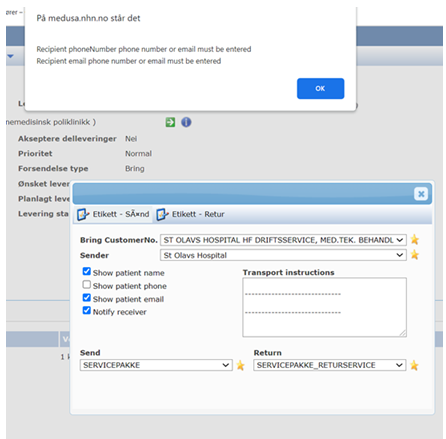 ører –
På medusa.nhn.no står det
Recipient phoneNumber phone number or email must be entered
Recipient email phone number or email must be entered
OK
nemedisinsk poliklinikk )
Akseptere delleveringer Nei
Prioritet Normal
Forsendelse type Bring
Ønsket lever
Planlagt leve
Levering sta
Etikett - SÃ¤nd Etikett - Retur
Bring CustomerNo. ST OLAVS HOSPITAL HF DRIFTSSERVICE, MED.TEK. BEHANDL
Sender St Olavs Hospital
Show patient name Transport instructions
Show patient phone
Show patient email
Notify receiver
----------------------------
----------------------------
Send Return
SERVICEPAKKE SERVICEPAKKE_RETURSERVICE